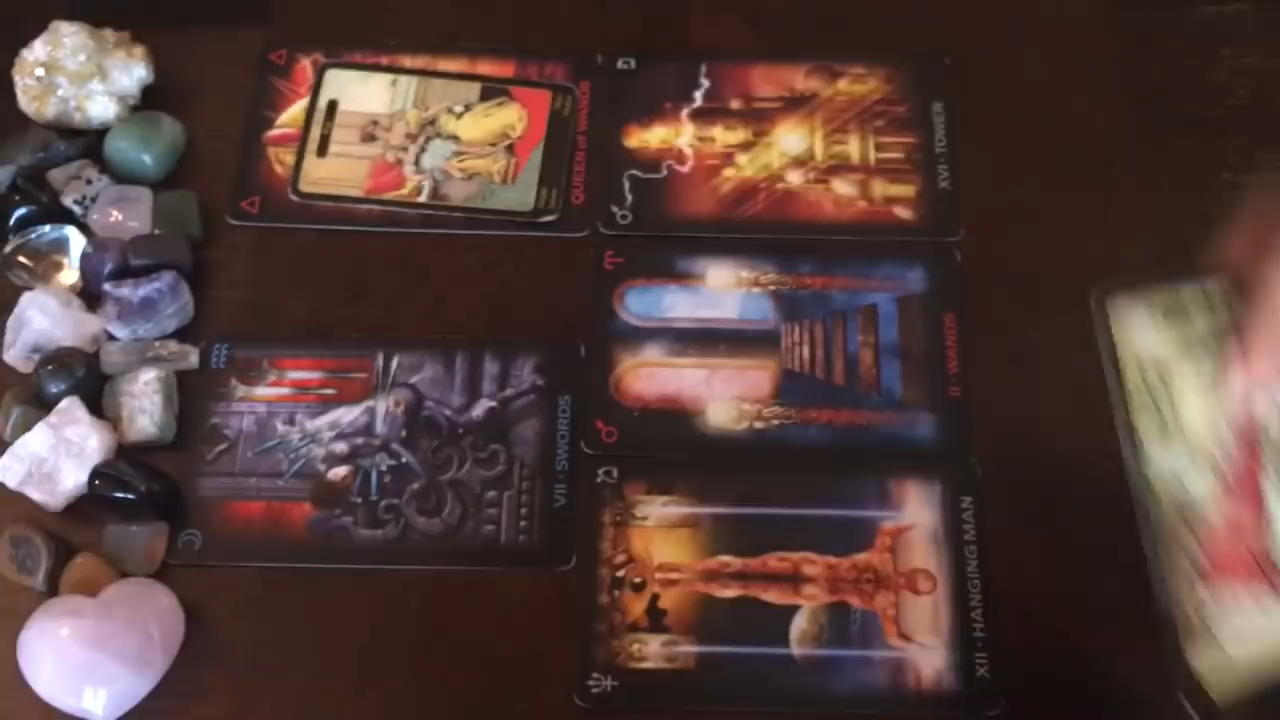 QUEEN of WANDS
XVI · TOWER
II · WANDS
VII · SWORDS
XII · HANGING MAN